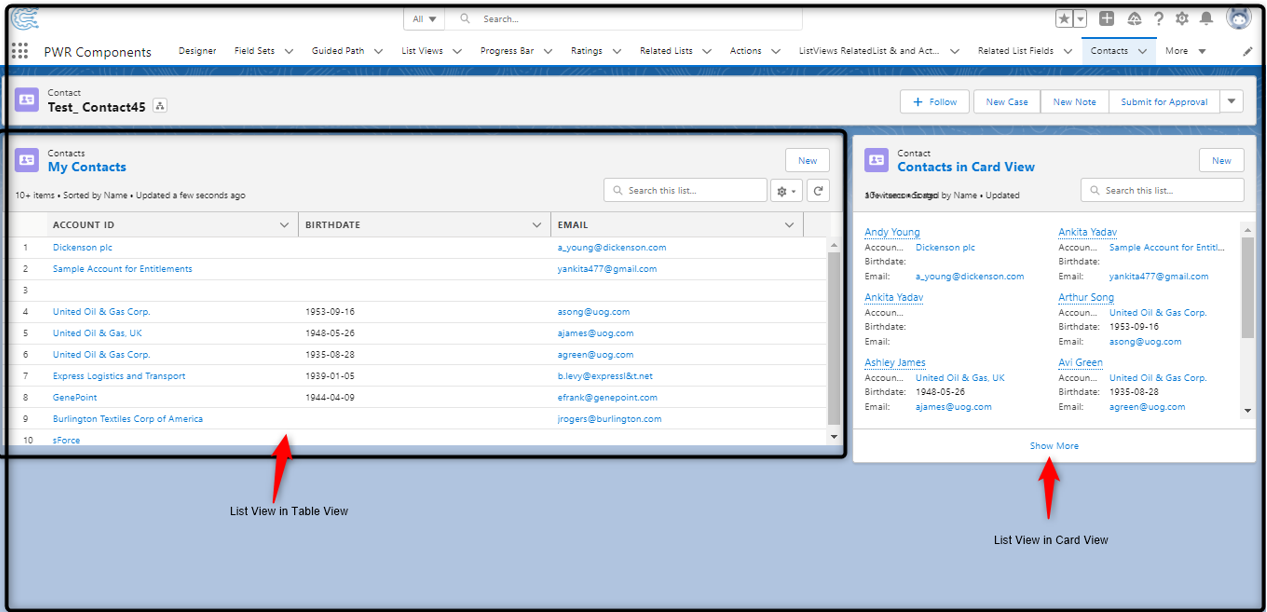 All Search...
PWR Components Designer Field Sets Guided Path List Views Progress Bar Ratings Related Lists Actions ListViews RelatedList & and Act... Related List Fields Contacts More
Contact
Test_ Contact45
Follow New Case New Note Submit for Approval
Contacts
My Contacts
New
10+ items • Sorted by Name • Updated a few seconds ago
Search this list...
ACCOUNT ID BIRTHDATE EMAIL
1 Dickenson plc a_young@dickenson.com
2 Sample Account for Entitlements yankita477@gmail.com
3
4 United Oil & Gas Corp. 1953-09-16 asong@uog.com
5 United Oil & Gas, UK 1948-05-26 ajames@uog.com
6 United Oil & Gas Corp. 1935-08-28 agreen@uog.com
7 Express Logistics and Transport 1939-01-05 b.levy@expressl&t.net
8 GenePoint 1944-04-09 efrank@genepoint.com
9 Burlington Textiles Corp of America jrogers@burlington.com
10 sForce
List View in Table View
Contact
Contacts in Card View
New
by Name • Updated
Search this list...
Andy Young
Accoun... Dickenson plc
Birthdate:
Email: a_young@dickenson.com
Ankita Yadav
Accoun... Sample Account for Entitl...
Birthdate:
Email: yankita477@gmail.com
Ankita Yadav
Accoun...
Birthdate:
Email:
Arthur Song
Accoun... United Oil & Gas Corp.
Birthdate: 1953-09-16
Email: asong@uog.com
Ashley James
Accoun... United Oil & Gas, UK
Birthdate: 1948-05-26
Email: ajames@uog.com
Avi Green
Accoun... United Oil & Gas Corp.
Birthdate: 1935-08-28
Email: agreen@uog.com
Show More
List View in Card View